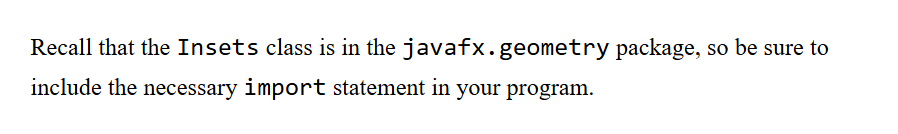 Recall that the Insets class is in the javafx.geometry package, so be sure to
include the necessary import statement in your program.